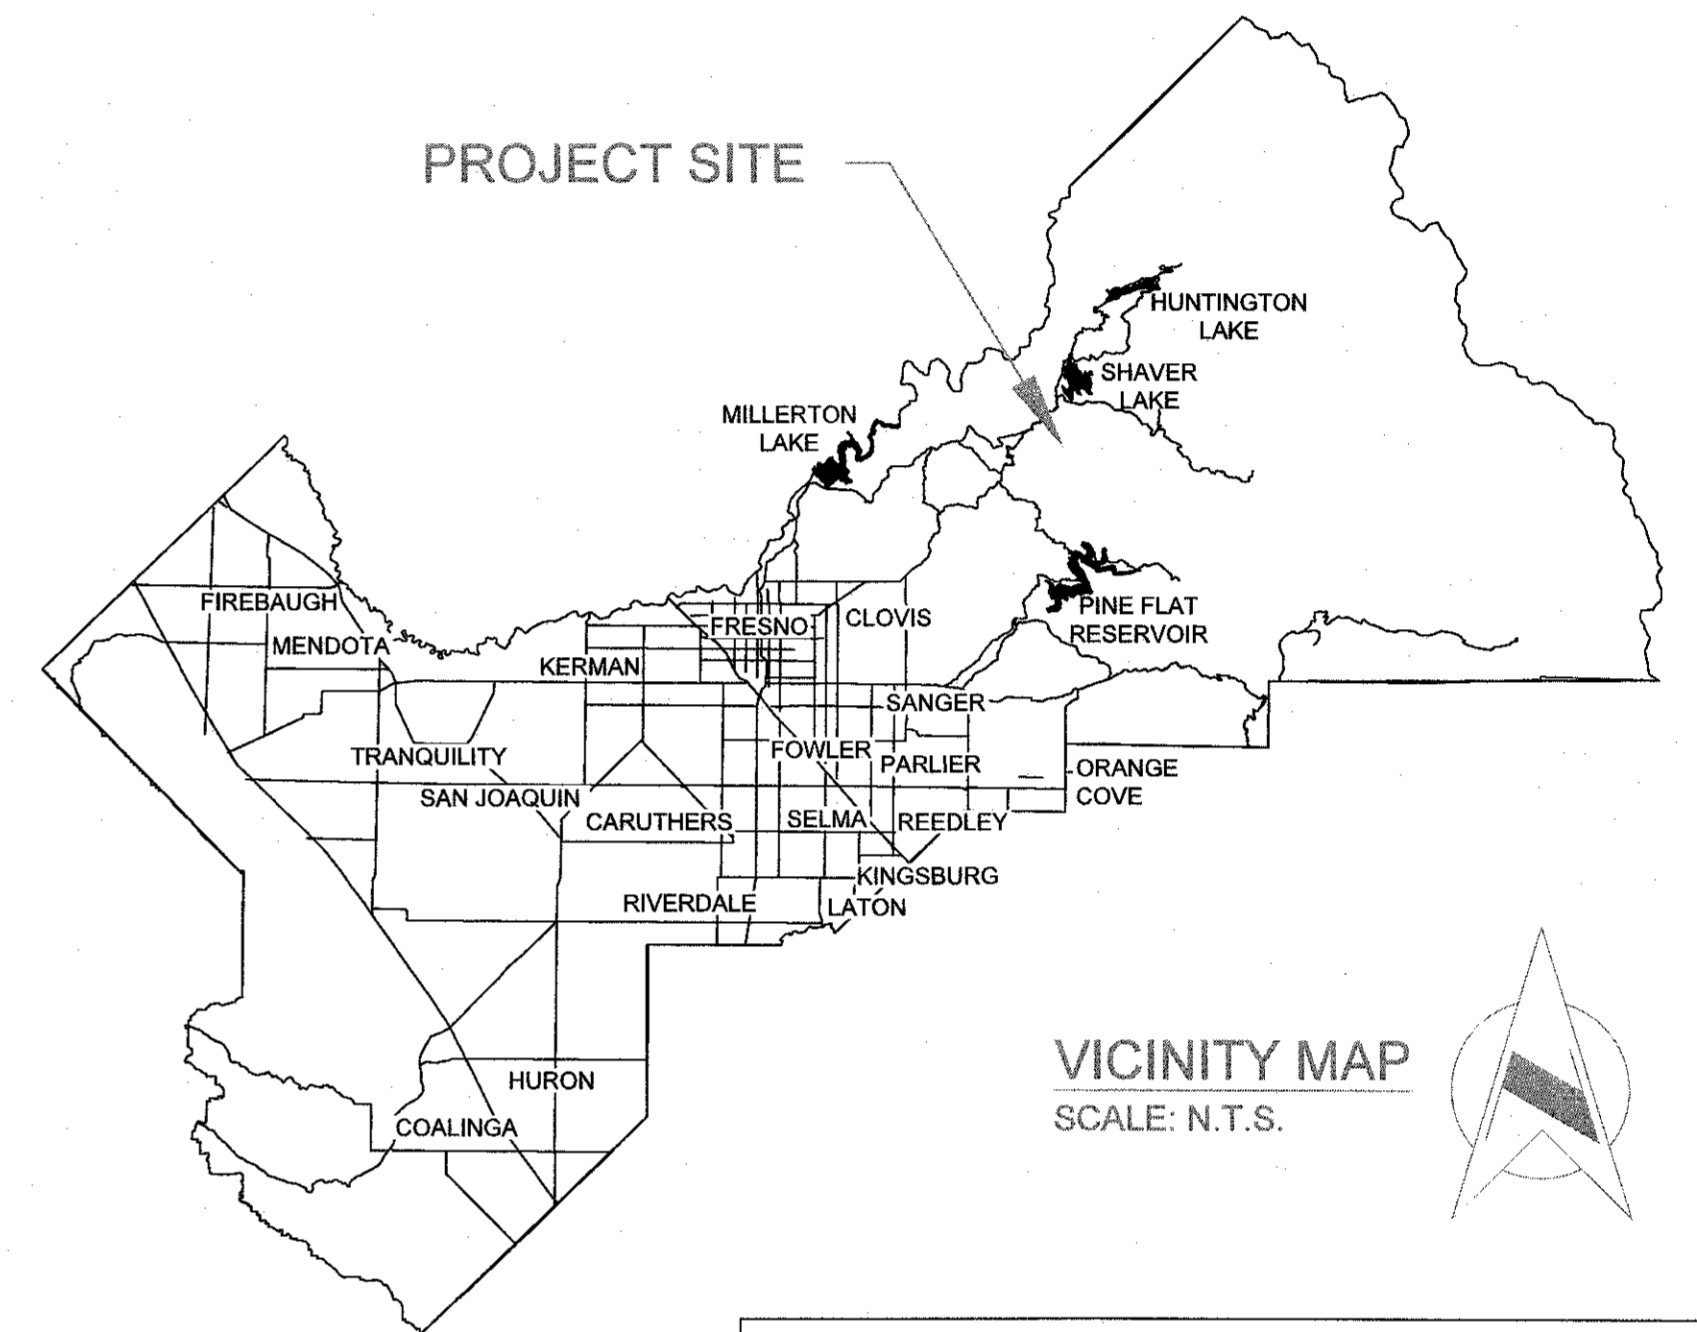 PROJECT SITE
HUNTINGTON
LAKE
SHAVER
LAKE
MILLERTON
LAKE
FIREBAUGH
MENDOTA
KERMAN
FRESNO
CLOVIS
PINE FLAT
RESERVOIR
SANGER
TRANQUILITY
FOWLER
PARLIER
ORANGE
COVE
SAN JOAQUIN
CARUTHERS
SELMA
REEDLEY
KINGSBURG
RIVERDALE
LATON
HURON
COALINGA
VICINITY MAP
SCALE: N.T.S.